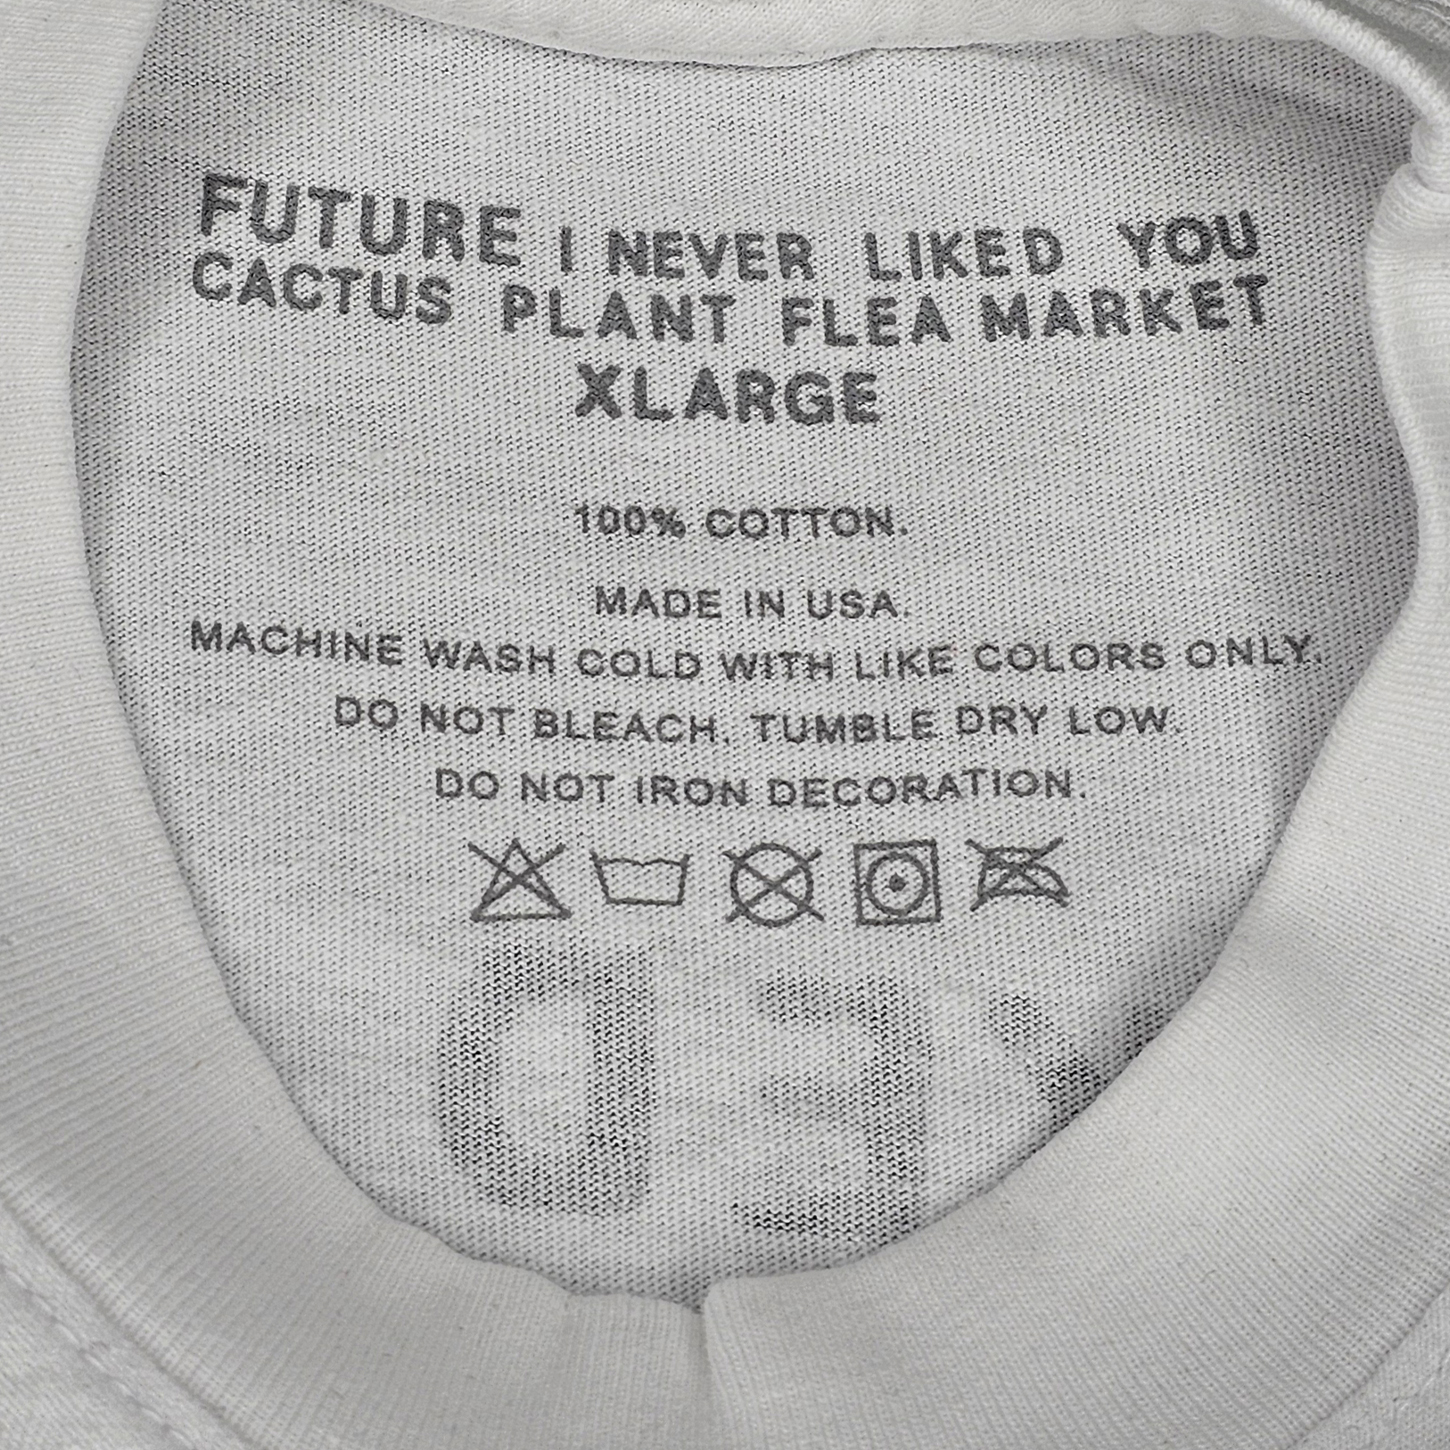 FUTURE I NEVER LIKED YOU
CACTUS PLANT FLEA MARKET
XLARGE
100% COTTON.
MADE IN USA.
MACHINE WASH COLD WITH LIKE COLORS ONLY.
DO NOT BLEACH. TUMBLE DRY LOW.
DO NOT IRON DECORATION.